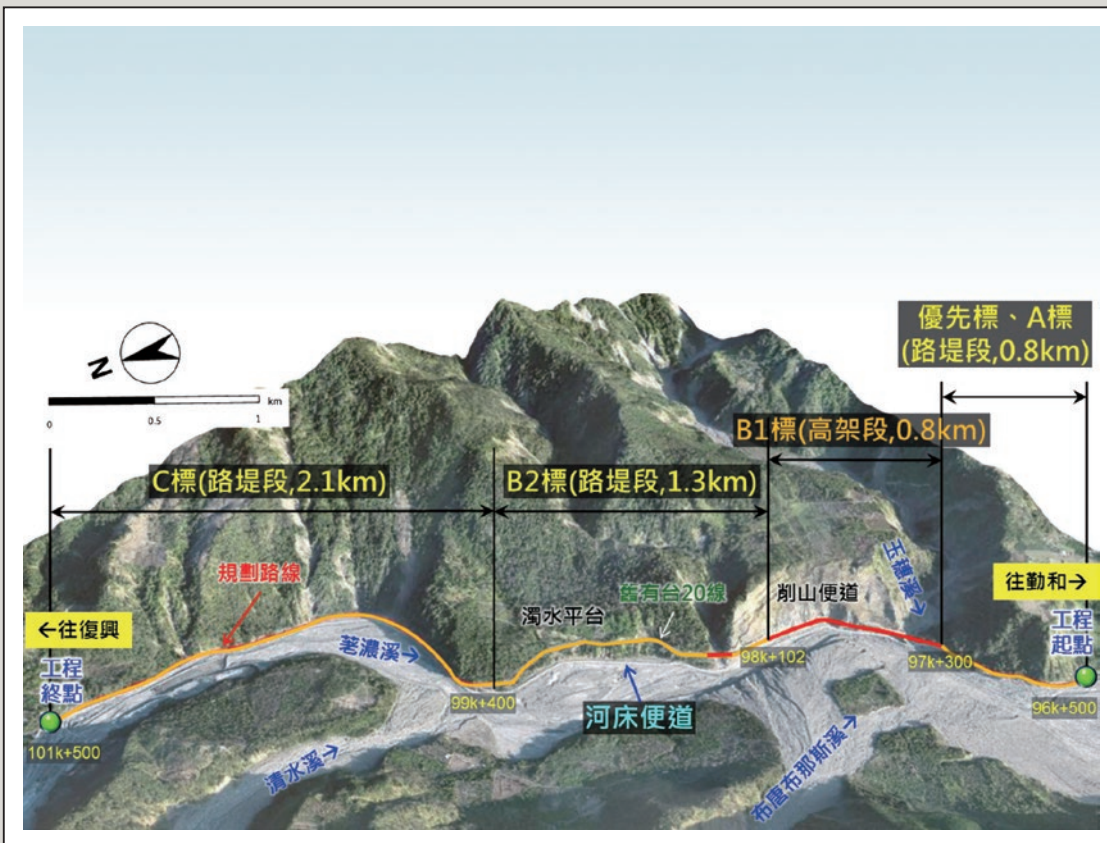 優先標、A標
(路堤段,0.8km)
N
km
0
0.5
1
B1標(高架段,0.8km)
C標(路堤段,2.1km)
B2標(路堤段,1.3km)
規劃路線
舊有台20線
濁水平台
削山便道
玉穗溪→
往勤和→
←往復興
工程
起點
工程
終點
荖濃溪→
98k+102
97k+300
99k+400
96k+500
河床便道
101k+500
清水溪→
布唐布那斯溪→